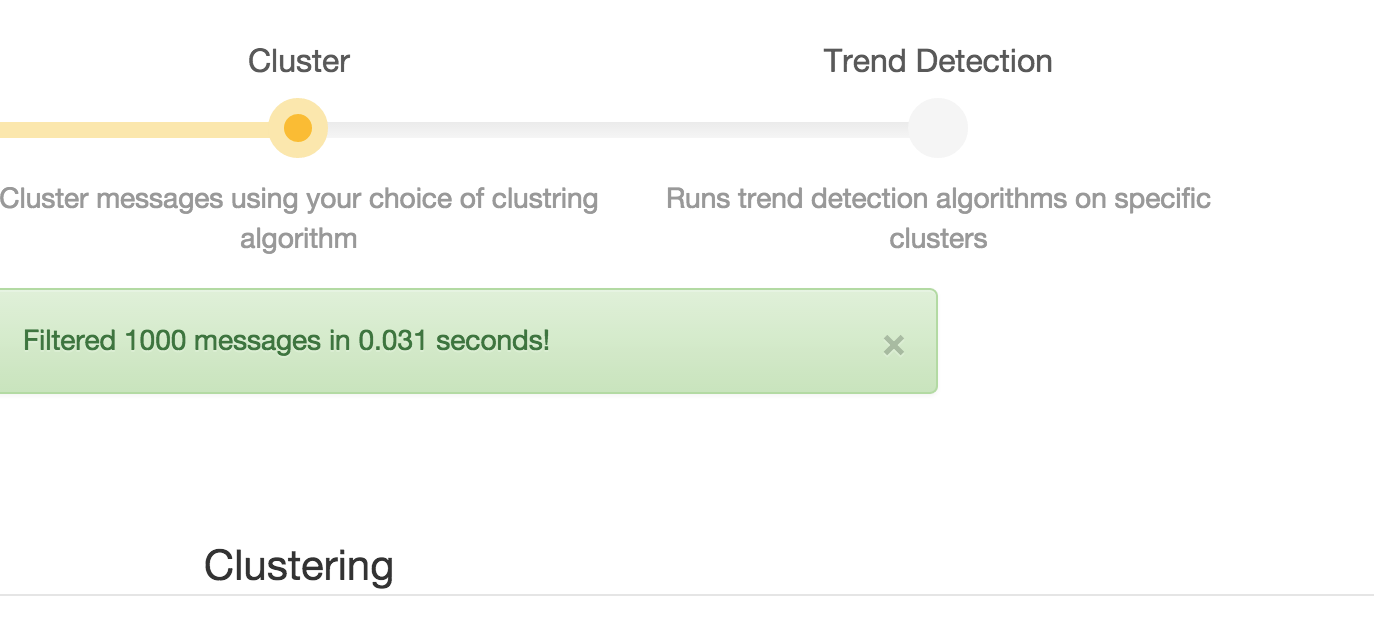 Cluster
Trend Detection
Cluster messages using your choice of clustring
algorithm
Runs trend detection algorithms on specific
clusters
Filtered 1000 messages in 0.031 seconds!
×
Clustering